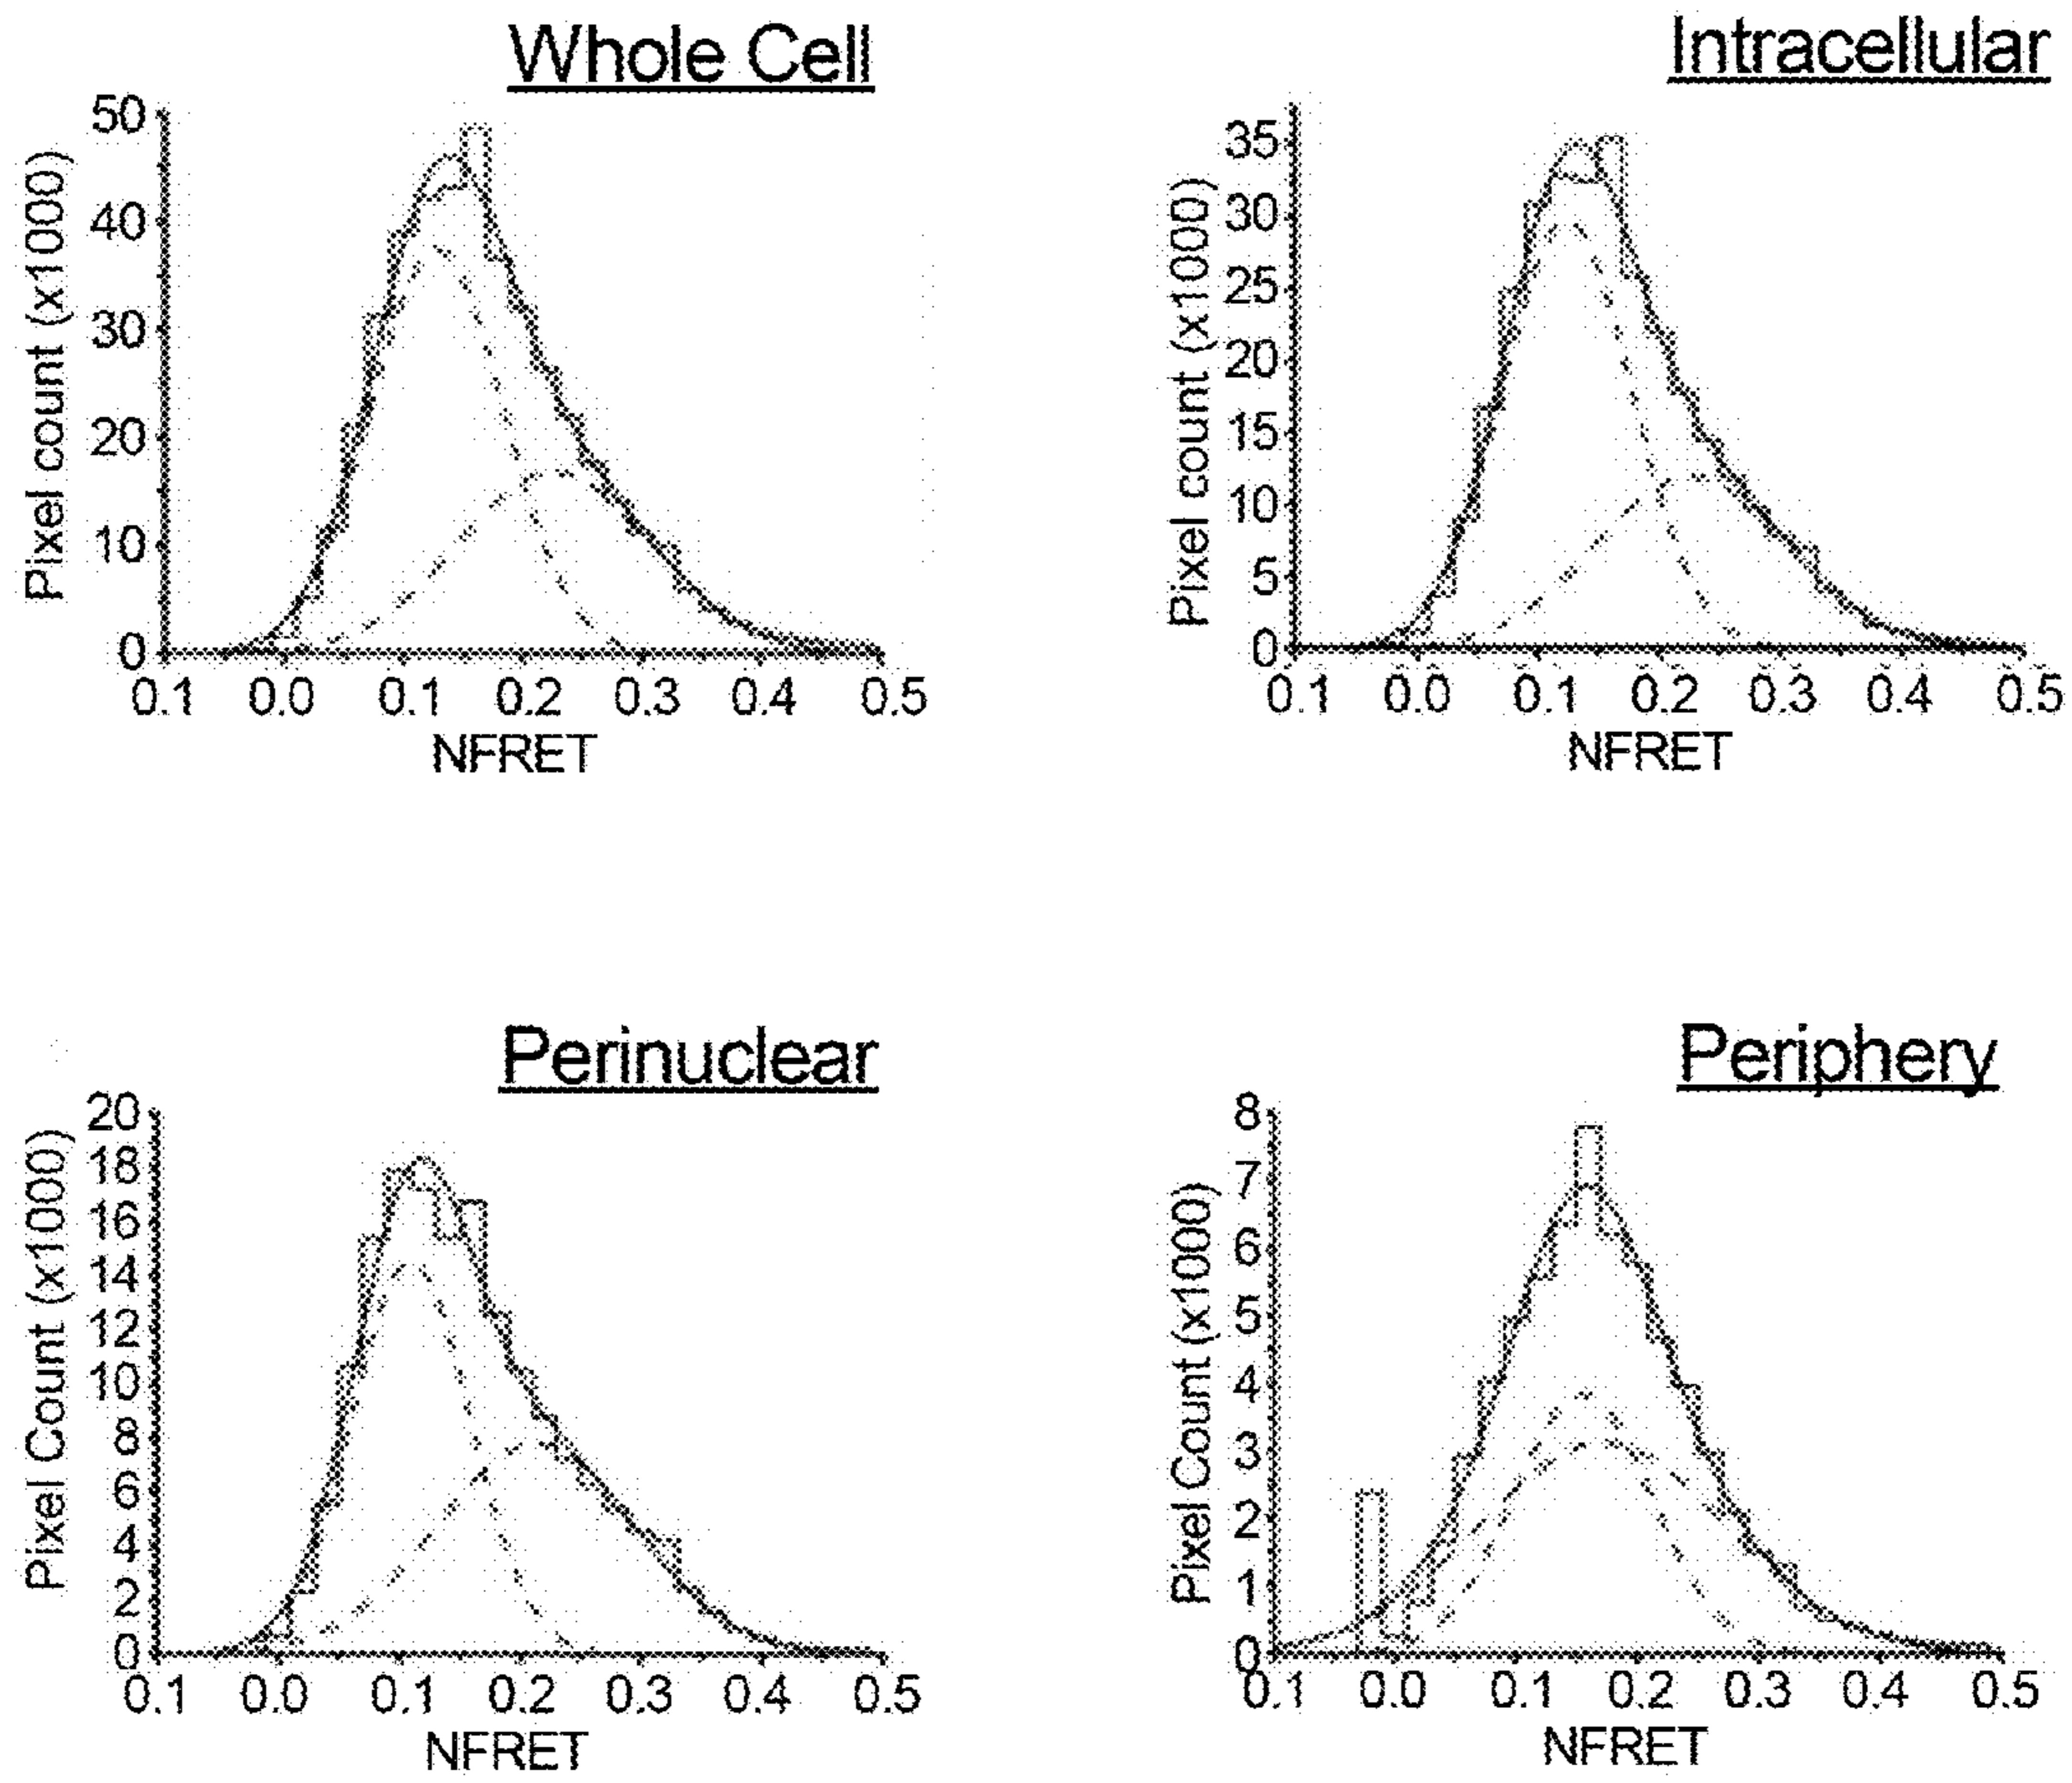 Whole Cell
Pixel count (x1000)
50
40
30
20
10
0
0.1 0.0 0.1 0.2 0.3 0.4 0.5
NFRET
Intracellular
Pixel count (x1000)
35
30
25
20
15
10
5
0
0.1 0.0 0.1 0.2 0.3 0.4 0.5
NFRET
Perinuclear
Pixel Count (x1000)
20
18
16
14
12
10
8
6
4
2
0
0.1 0.0 0.1 0.2 0.3 0.4 0.5
NFRET
Periphery
Pixel Count (x1000)
8
7
6
5
4
3
2
1
0
0.1 0.0 0.1 0.2 0.3 0.4 0.5
NFRET